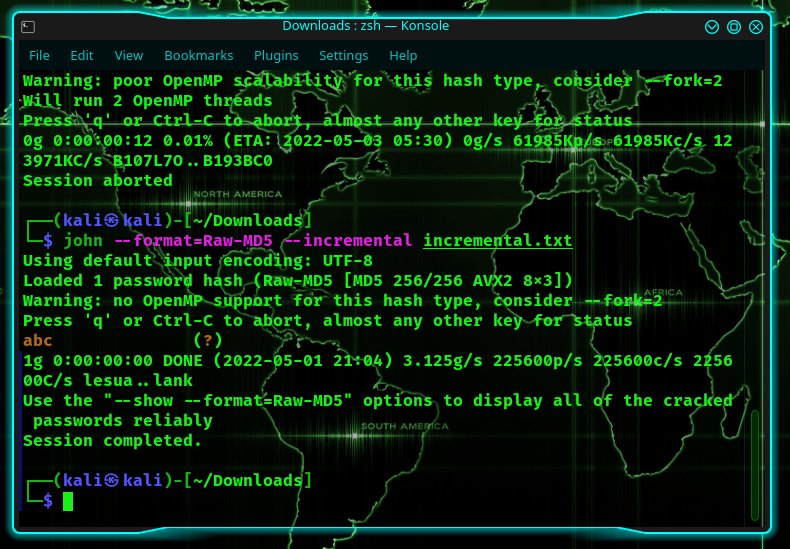 Downloads : zsh — Konsole
File Edit View Bookmarks Plugins Settings Help
Warning: poor OpenMP scalability for this hash type, consider --fork=2
Will run 2 OpenMP threads
Press 'q' or Ctrl-C to abort, almost any other key for status
0g 0:00:00:12 0.01% (ETA: 2022-05-03 05:30) 0g/s 61985Kp/s 61985Kc/s 12
3971KC/s B107L7O..B193BC0
Session aborted
NORTH AMERICA
┌──(kali㉿kali)-[~/Downloads]
└─$ john --format=Raw-MD5 --incremental incremental.txt
Using default input encoding: UTF-8
Loaded 1 password hash (Raw-MD5 [MD5 256/256 AVX2 8×3])
AFRICA
Warning: no OpenMP support for this hash type, consider --fork=2
Press 'q' or Ctrl-C to abort, almost any other key for status
abc              (?)
1g 0:00:00:00 DONE (2022-05-01 21:04) 3.125g/s 225600p/s 225600c/s 2256
00C/s lesua..lank
Use the "--show --format=Raw-MD5" options to display all of the cracked
 passwords reliably
SOUTH AMERICA
Session completed.
┌──(kali㉿kali)-[~/Downloads]
└─$